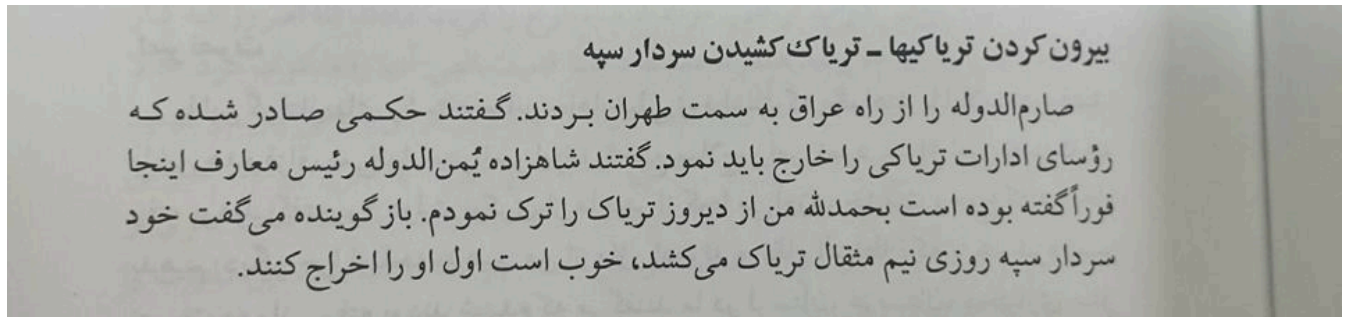 بیرون کردن تریاکیها ـ تریاک کشیدن سردار سپه
صارم‌الدوله را از راه عراق به سمت طهران بردند. گفتند حکمی صادر شده که
رؤسای ادارات تریاکی را خارج باید نمود. گفتند شاهزاده یُمن‌الدوله رئیس معارف اینجا
فوراً گفته بوده است بحمدلله من از دیروز تریاک را ترک نمودم. باز گوینده می‌گفت خود
سردار سپه روزی نیم مثقال تریاک می‌کشد، خوب است اول او را اخراج کنند.